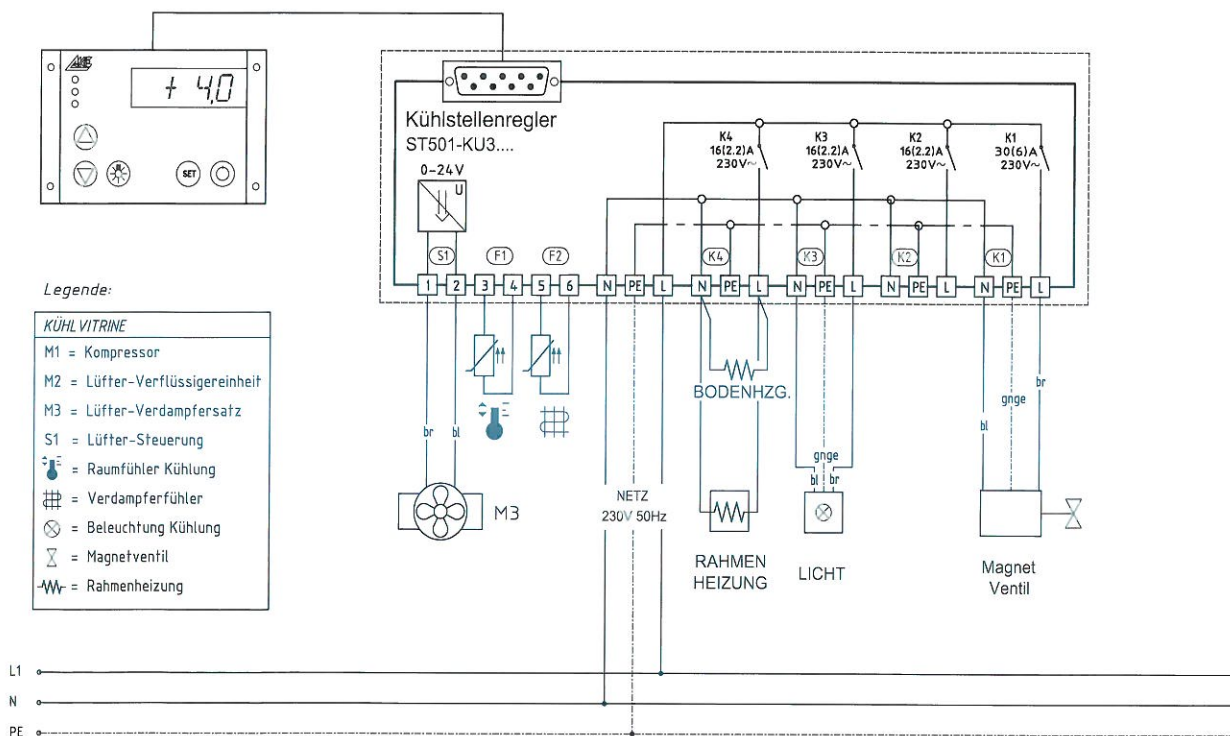 + 4,0
SET
Kühlstellenregler
ST501-KU3....
0-24V
U
K4
16(2.2)A
230V~
K3
16(2.2)A
230V~
K2
16(2.2)A
230V~
K1
30(6)A
230V~
S1 F1 F2 K4 K3 K2 K1
1 2 3 4 5 6 N PE L N PE L N PE L N PE L N PE L
Legende:
KÜHLVITRINE
M1 = Kompressor
M2 = Lüfter-Verflüssigereinheit
M3 = Lüfter-Verdampfersatz
S1 = Lüfter-Steuerung
= Raumfühler Kühlung
= Verdampferfühler
= Beleuchtung Kühlung
= Magnetventil
= Rahmenheizung
br bl
M3
NETZ
230V 50Hz
BODENHZG.
RAHMEN
HEIZUNG
gnge
bl br
LICHT
br
gnge
bl
Magnet
Ventil
L1
N
PE